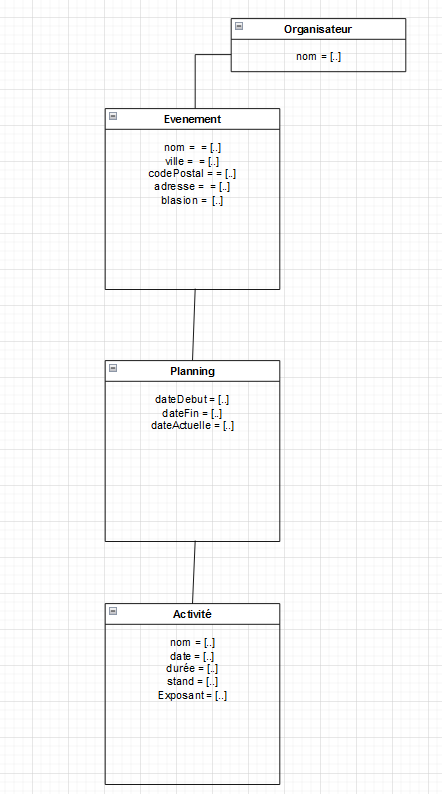 Organisateur
nom = [..]
Evenement
nom = = [..]
ville = = [..]
codePostal = = [..]
adresse = = [..]
blasion = [..]
Planning
dateDebut = [..]
dateFin = [..]
dateActuelle = [..]
Activité
nom = [..]
date = [..]
durée = [..]
stand = [..]
Exposant = [..]